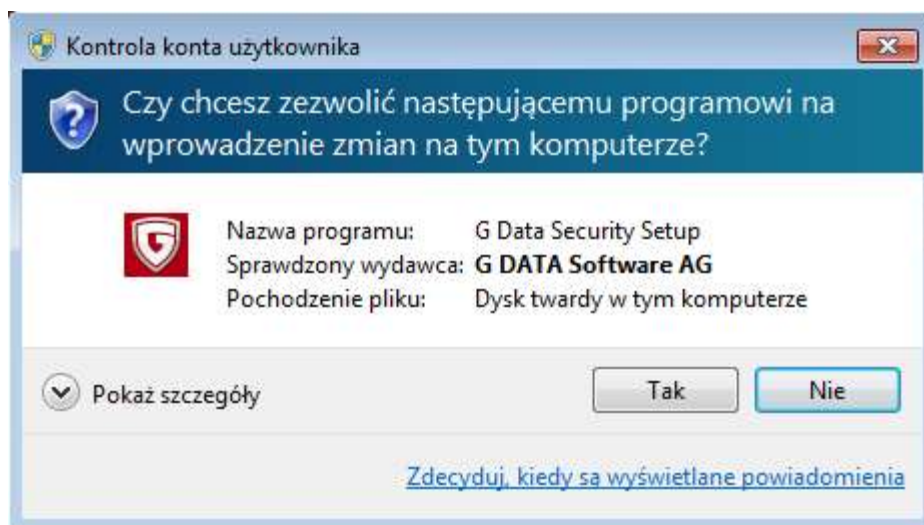 Kontrola konta użytkownika
Czy chcesz zezwolić następującemu programowi na
wprowadzenie zmian na tym komputerze?
Nazwa programu: G Data Security Setup
Sprawdzony wydawca: G DATA Software AG
Pochodzenie pliku: Dysk twardy w tym komputerze
Pokaż szczegóły Tak Nie
Zdecyduj, kiedy są wyświetlane powiadomienia